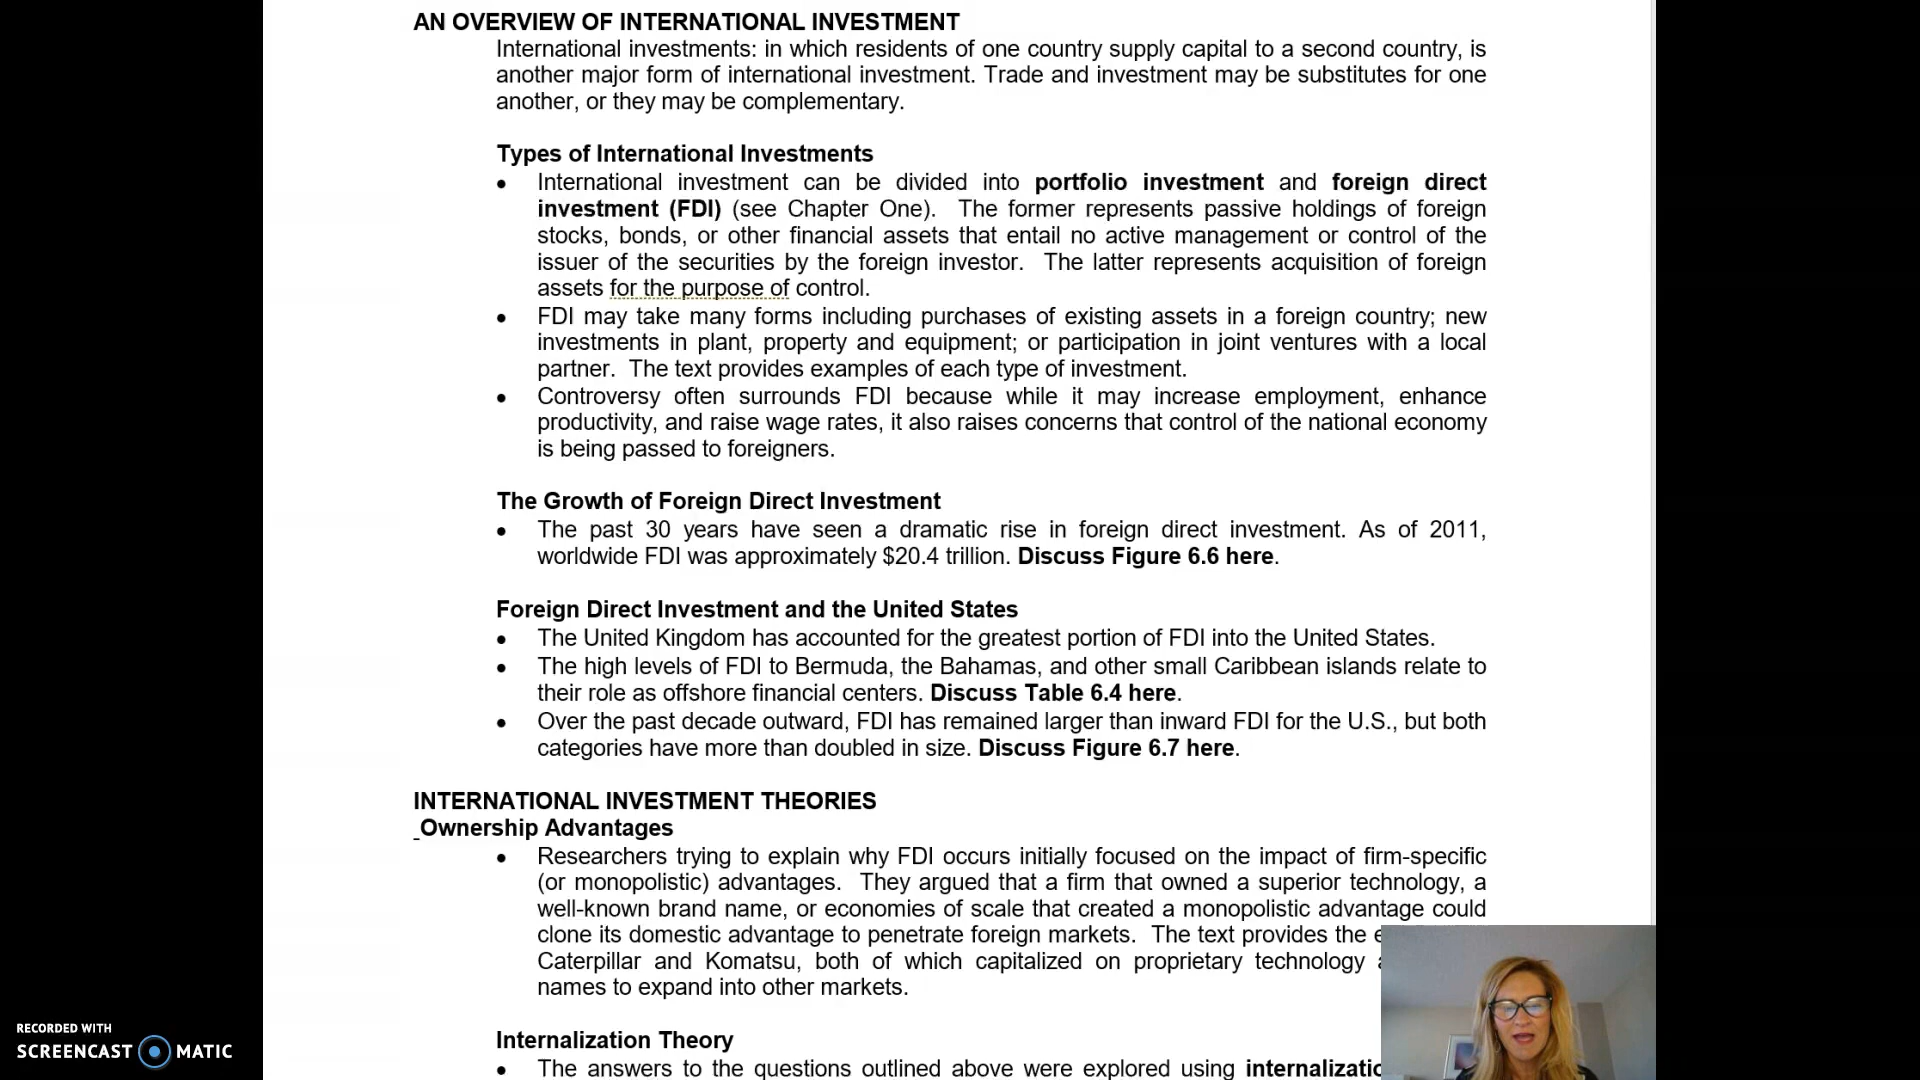 AN OVERVIEW OF INTERNATIONAL INVESTMENT
International investments: in which residents of one country supply capital to a second country, is
another major form of international investment. Trade and investment may be substitutes for one
another, or they may be complementary.
Types of International Investments
• International investment can be divided into portfolio investment and foreign direct
investment (FDI) (see Chapter One). The former represents passive holdings of foreign
stocks, bonds, or other financial assets that entail no active management or control of the
issuer of the securities by the foreign investor. The latter represents acquisition of foreign
assets for the purpose of control.
• FDI may take many forms including purchases of existing assets in a foreign country; new
investments in plant, property and equipment; or participation in joint ventures with a local
partner. The text provides examples of each type of investment.
• Controversy often surrounds FDI because while it may increase employment, enhance
productivity, and raise wage rates, it also raises concerns that control of the national economy
is being passed to foreigners.
The Growth of Foreign Direct Investment
• The past 30 years have seen a dramatic rise in foreign direct investment. As of 2011,
worldwide FDI was approximately $20.4 trillion. Discuss Figure 6.6 here.
Foreign Direct Investment and the United States
• The United Kingdom has accounted for the greatest portion of FDI into the United States.
• The high levels of FDI to Bermuda, the Bahamas, and other small Caribbean islands relate to
their role as offshore financial centers. Discuss Table 6.4 here.
• Over the past decade outward, FDI has remained larger than inward FDI for the U.S., but both
categories have more than doubled in size. Discuss Figure 6.7 here.
INTERNATIONAL INVESTMENT THEORIES
Ownership Advantages
• Researchers trying to explain why FDI occurs initially focused on the impact of firm-specific
(or monopolistic) advantages. They argued that a firm that owned a superior technology, a
well-known brand name, or economies of scale that created a monopolistic advantage could
clone its domestic advantage to penetrate foreign markets. The text provides the
Caterpillar and Komatsu, both of which capitalized on proprietary technology
names to expand into other markets.
Internalization Theory
• The answers to the questions outlined above were explored using
RECORDED WITH
SCREENCAST MATIC